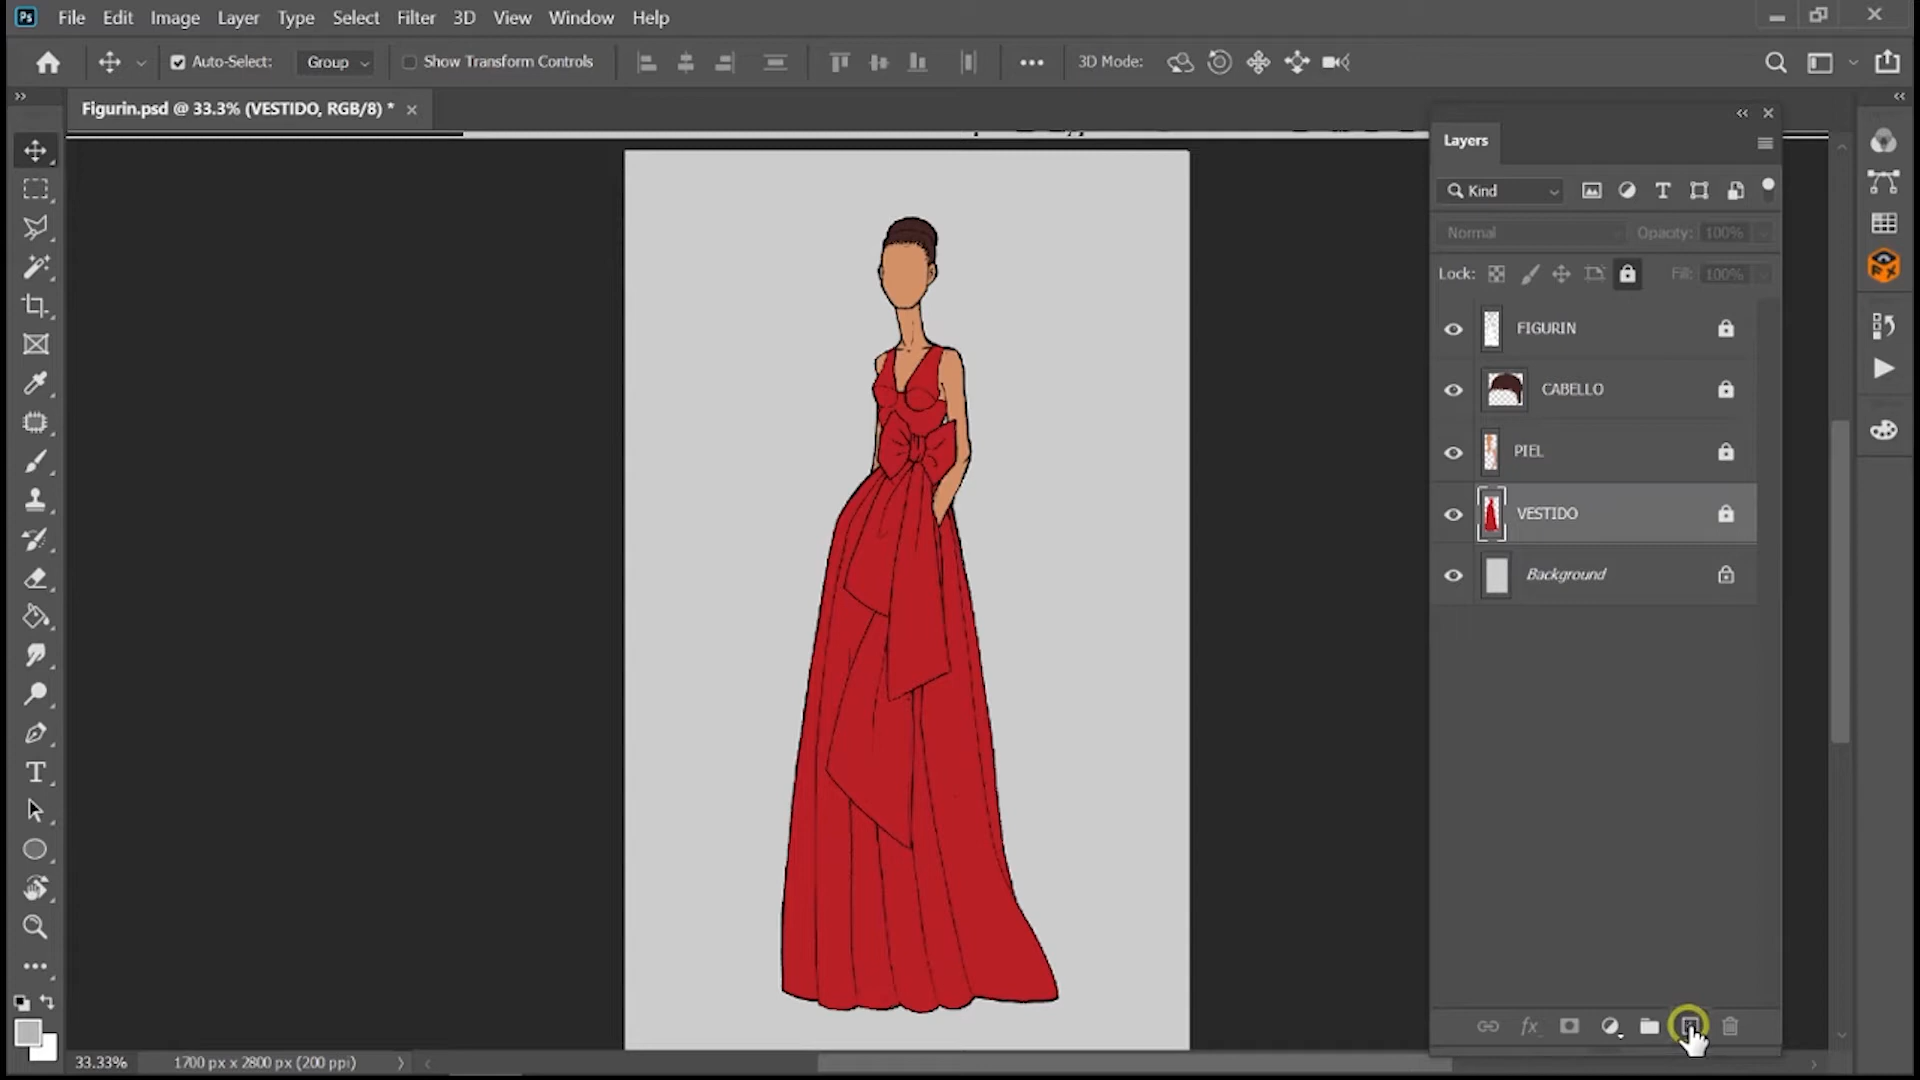 Ps File Edit Image Layer Type Select Filter 3D View Window Help
Auto-Select: Group Show Transform Controls 3D Mode:
Figurin.psd @ 33.3% (VESTIDO, RGB/8) *
Layers
Kind
Normal Opacity: 100%
Lock: Fill: 100%
FIGURIN
CABELLO
PIEL
VESTIDO
Background
fx
33.33% 1700 px x 2800 px (200 ppi)